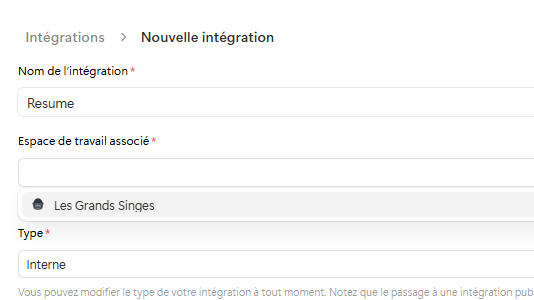 Intégrations > Nouvelle intégration
Nom de l'intégration*
Resume
Espace de travail associé*
Les Grands Singes
Type*
Interne
Vous pouvez modifier le type de votre intégration à tout moment. Notez que le passage à une intégration pub